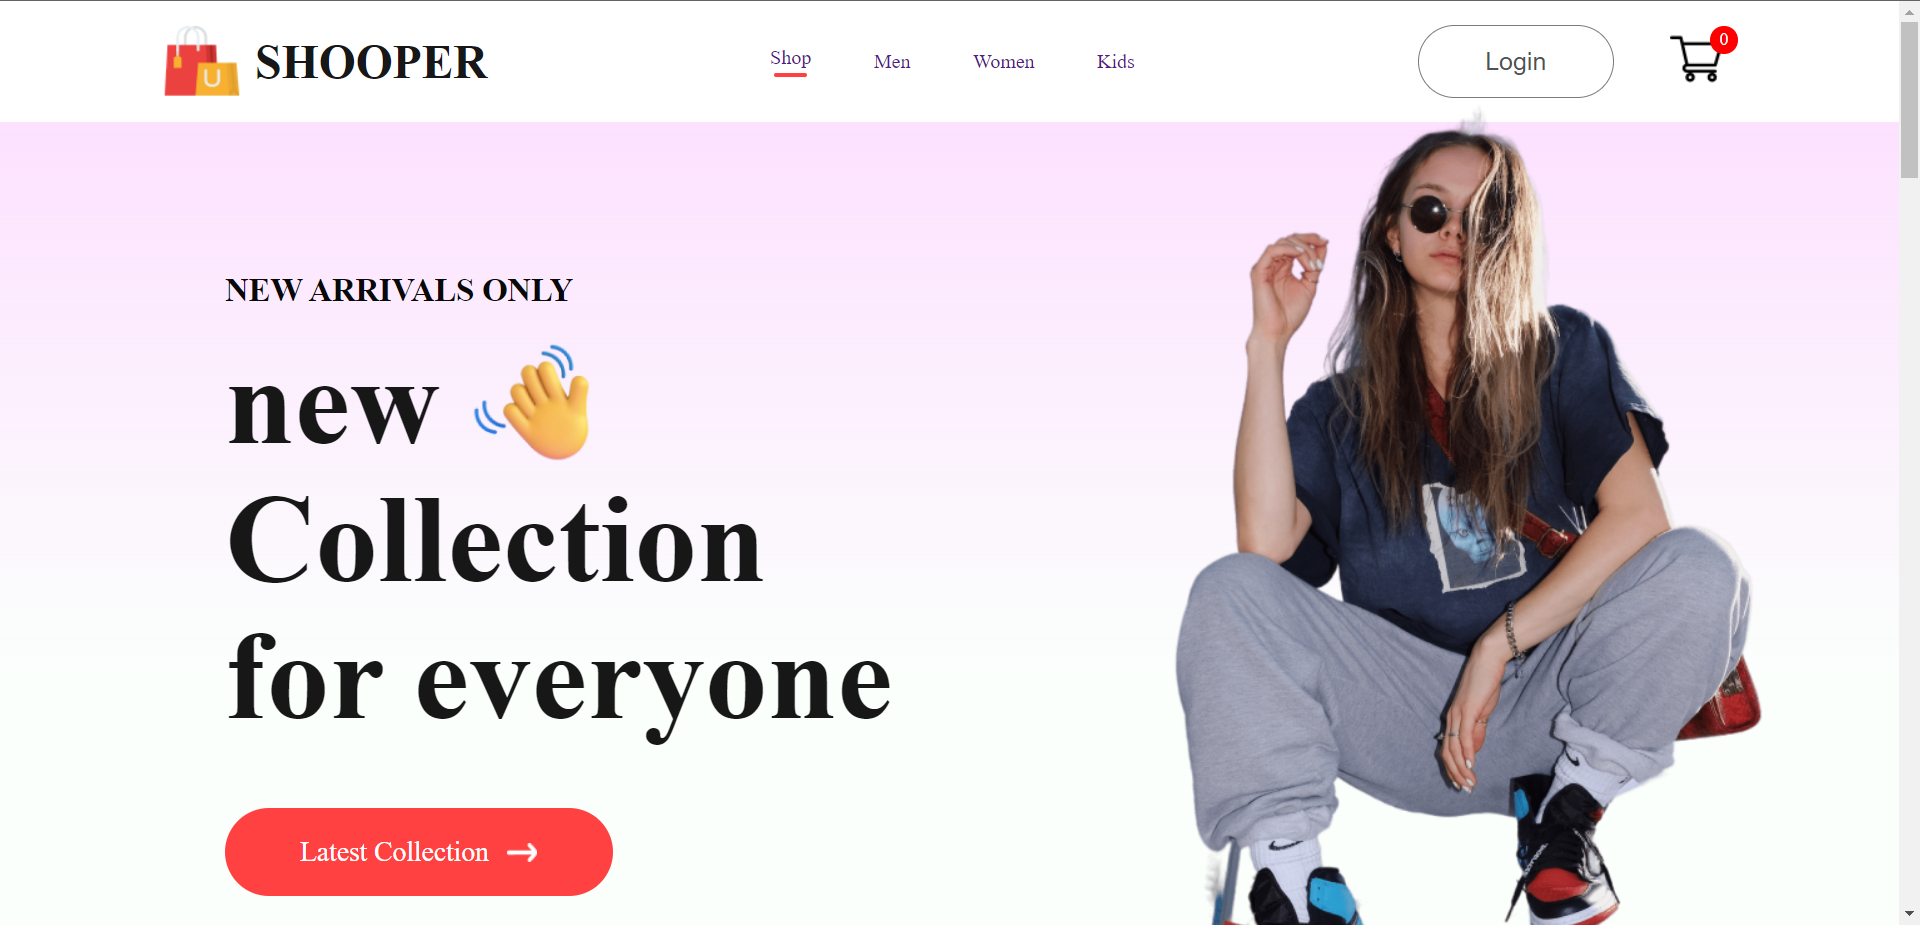 U
SHOOPER
Shop
Men
Women
Kids
Login
0
NEW ARRIVALS ONLY
new
Collection
for everyone
Latest Collection